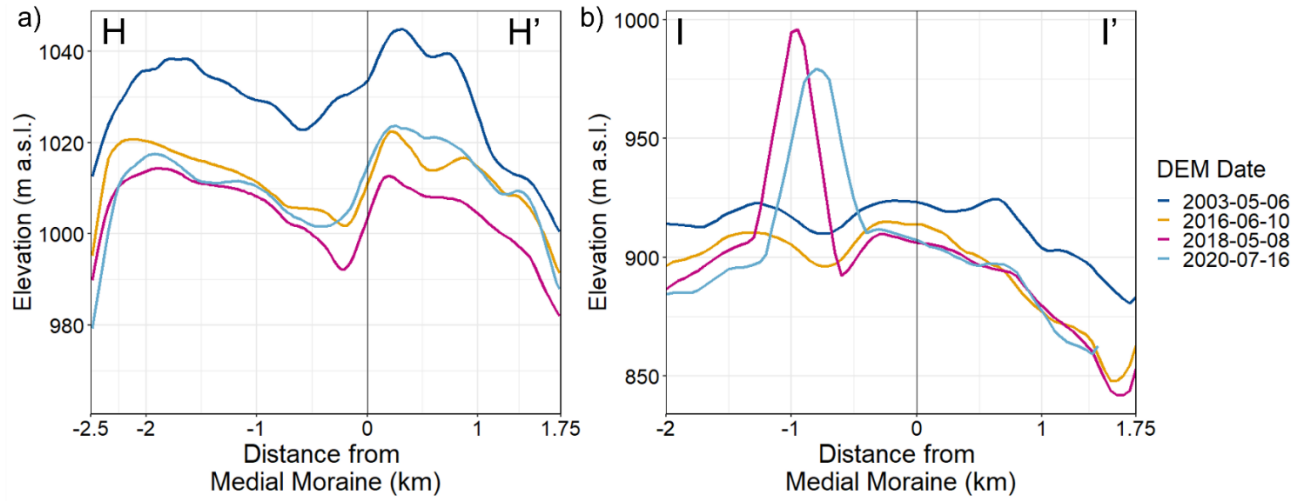 a)
H
H’
Elevation (m a.s.l.)
1040
1020
1000
980
-2.5
-2
-1
0
1
1.75
Distance from
Medial Moraine (km)
b)
I
I’
Elevation (m a.s.l.)
1000
950
900
850
-2
-1
0
1
1.75
Distance from
Medial Moraine (km)
DEM Date
2003-05-06
2016-06-10
2018-05-08
2020-07-16